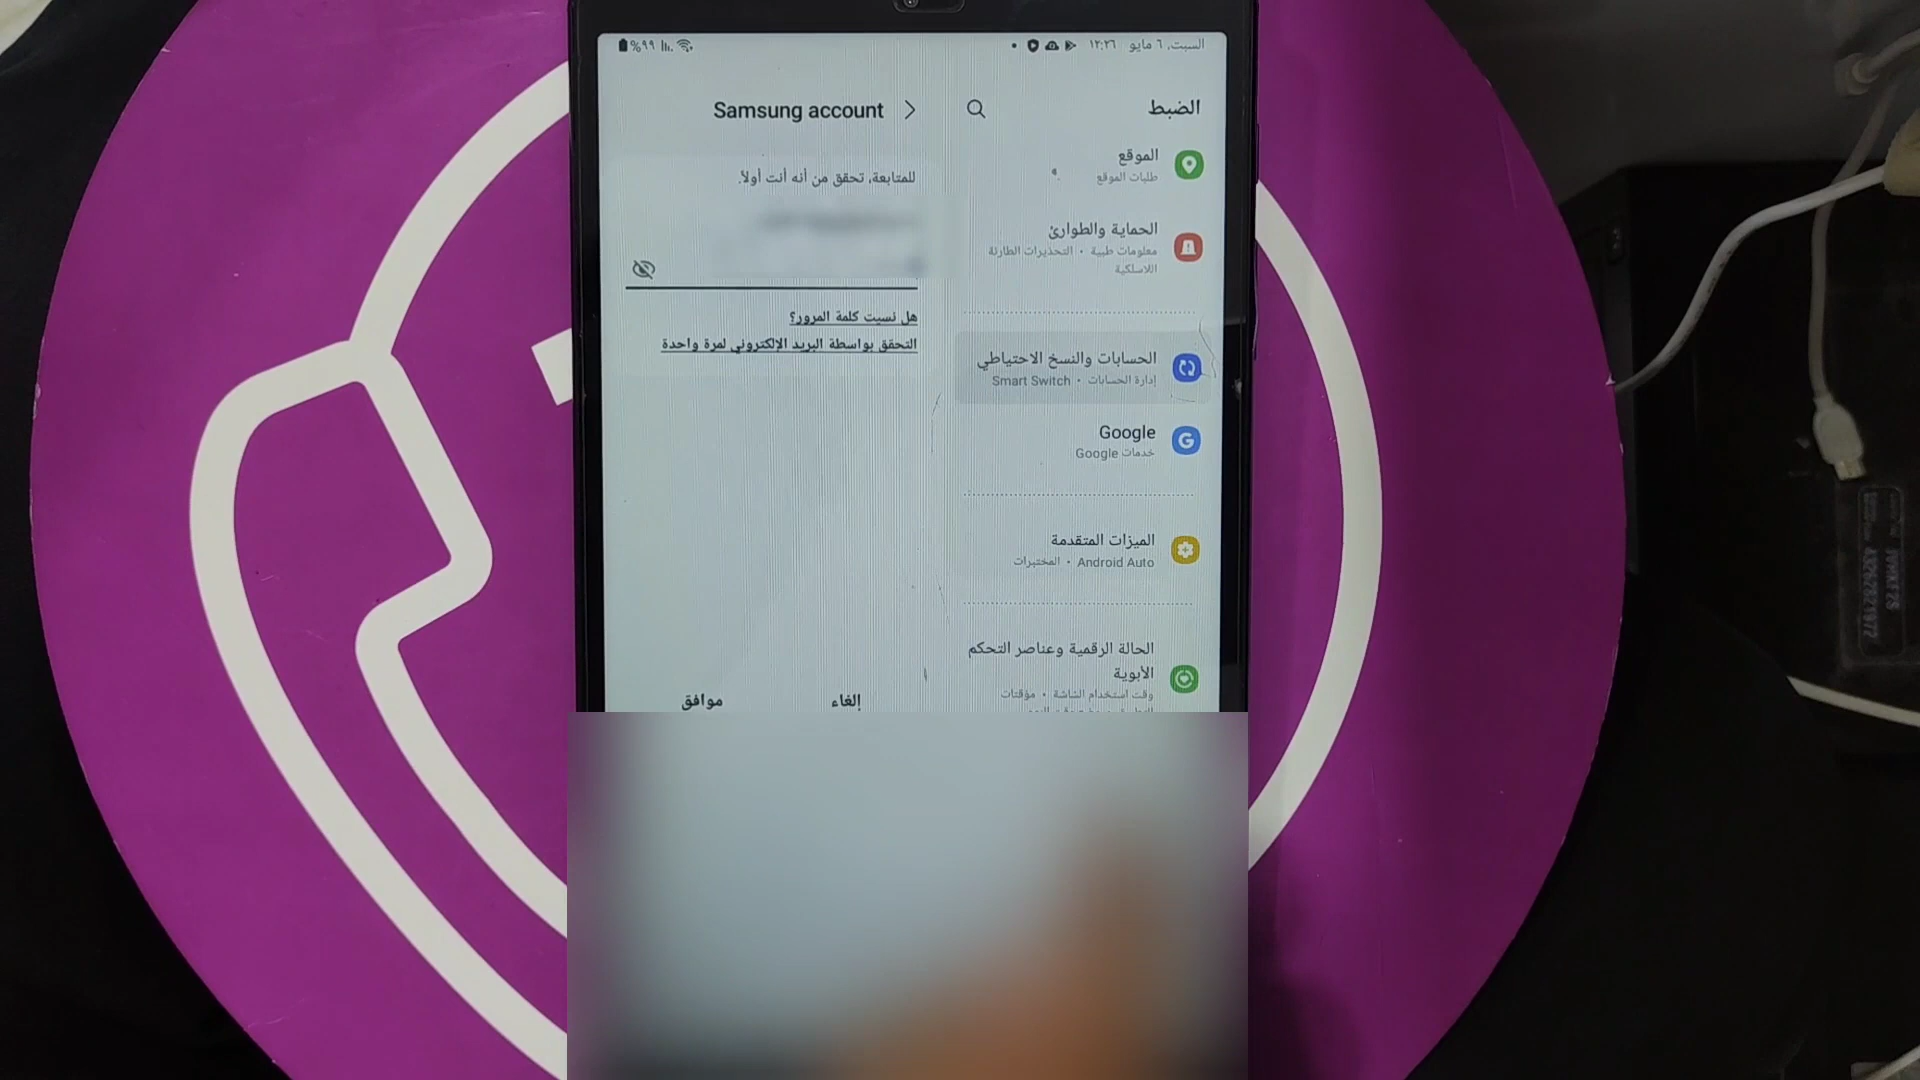 السبت، ٦ مايو ١٢:٢٦
٩٩%
الضبط
الموقع
طلبات الموقع
الحماية والطوارئ
معلومات طبية • التحذيرات الطارئة
اللاسلكية
الحسابات والنسخ الاحتياطي
إدارة الحسابات • Smart Switch
Google
خدمات Google
الميزات المتقدمة
Android Auto • المختبرات
الحالة الرقمية وعناصر التحكم
الأبوية
وقت استخدام الشاشة • مؤقتات
Samsung account
للمتابعة، تحقق من أنه أنت أولاً.
هل نسيت كلمة المرور؟
التحقق بواسطة البريد الإلكتروني لمرة واحدة
إلغاء
موافق